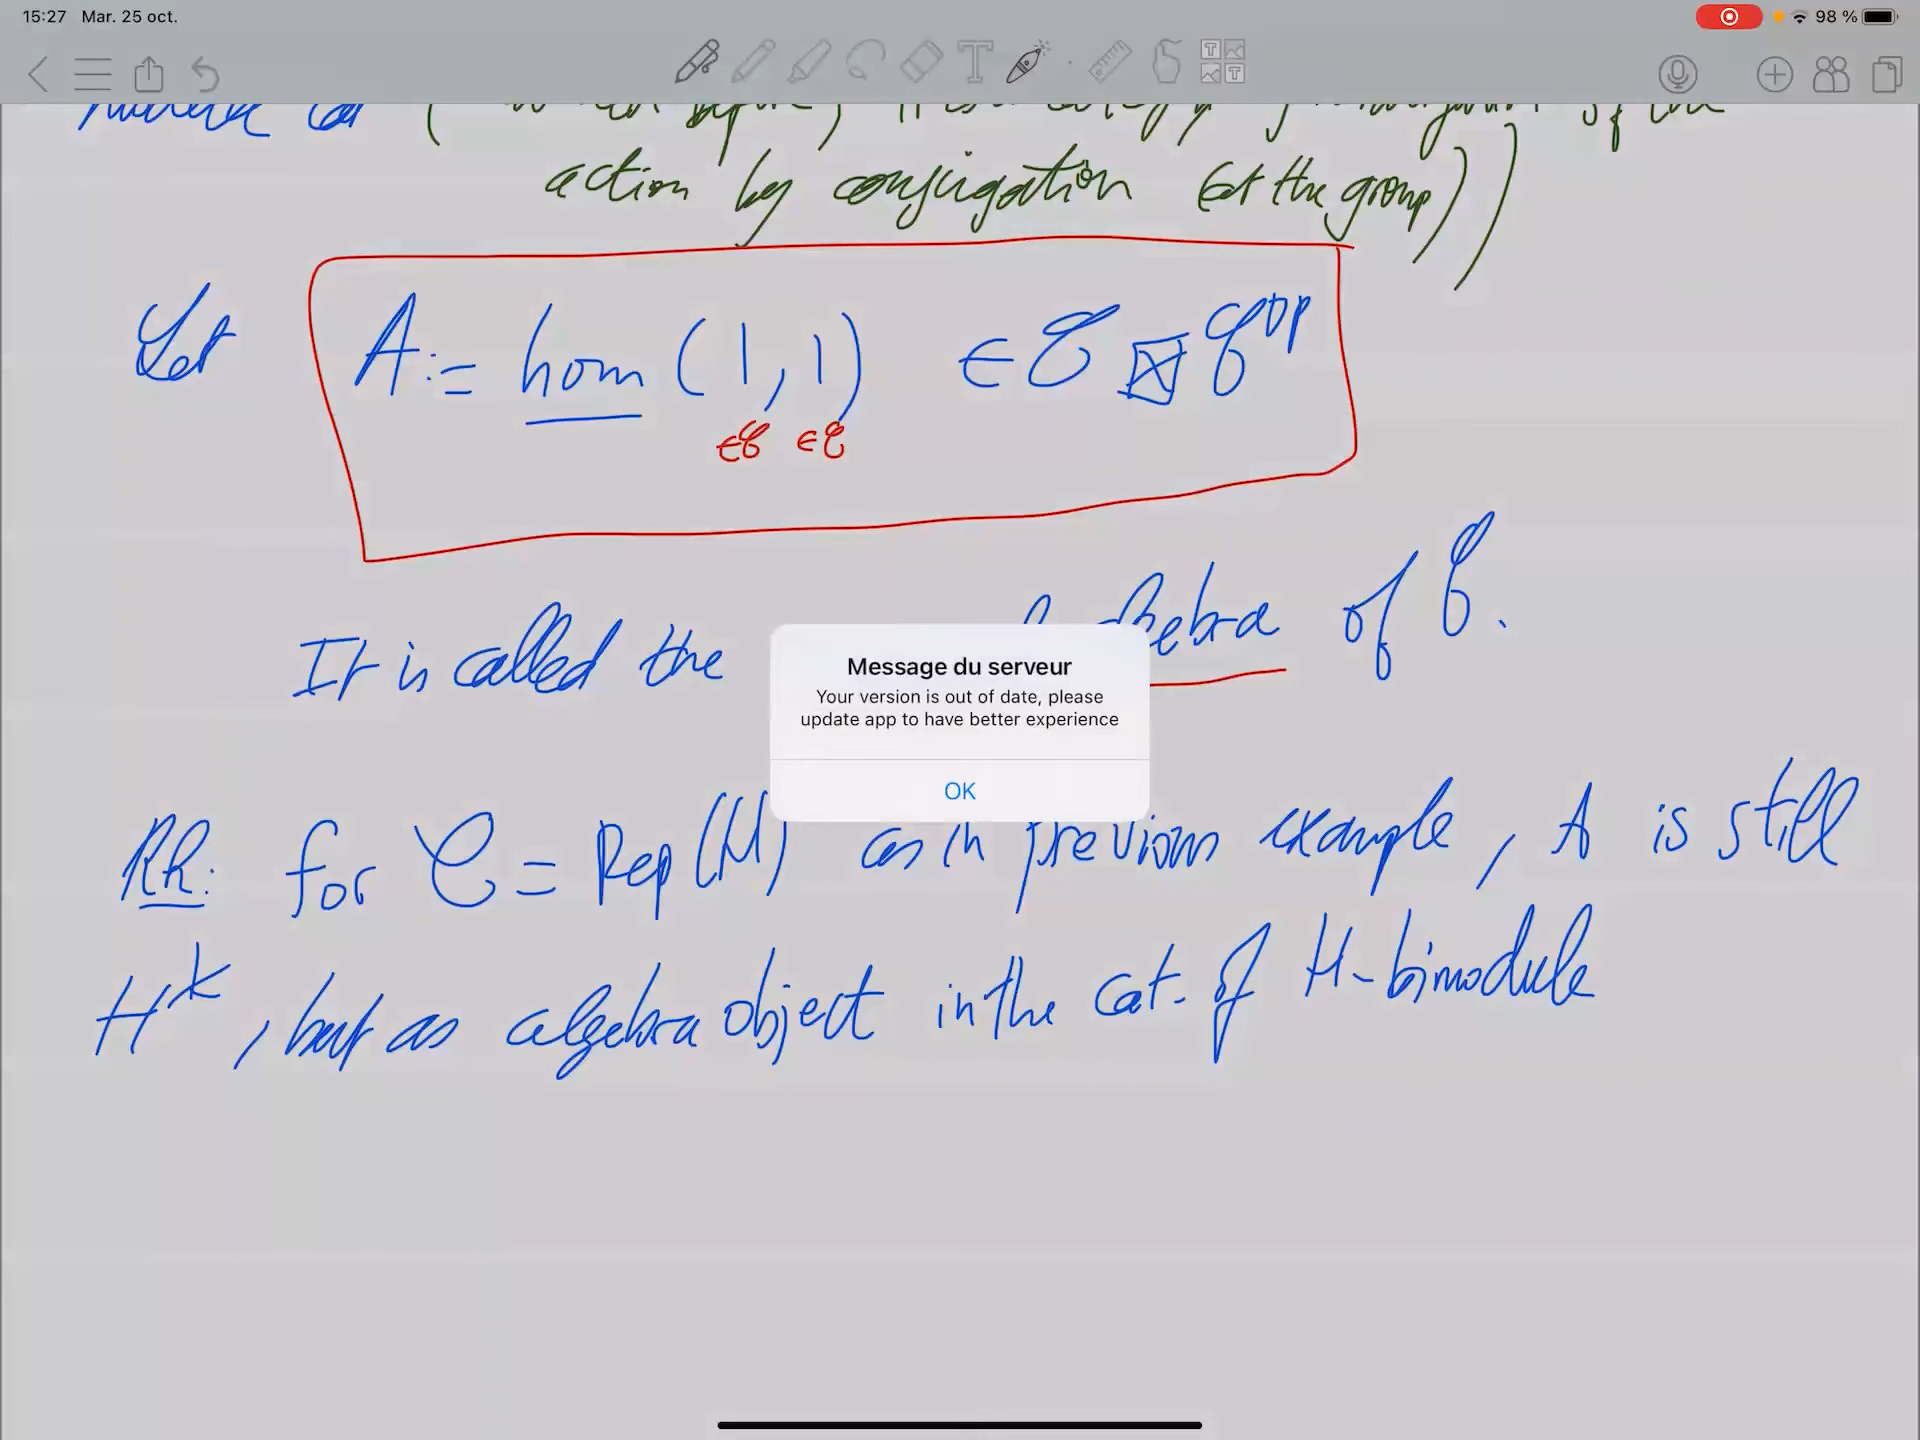 15:27 Mar. 25 oct.
98 %
action by conjugation (of the group)))
Let A := hom (1, 1) ∈ 𝒞 ⊠ 𝒞^op
∈𝒞 ∈𝒞
It is called the algebra of 𝒞.
Message du serveur
Your version is out of date, please
update app to have better experience
OK
Rk: for 𝒞 = Rep(H) as in previous example, A is still
H*, but as algebra object in the cat. of H-bimodule